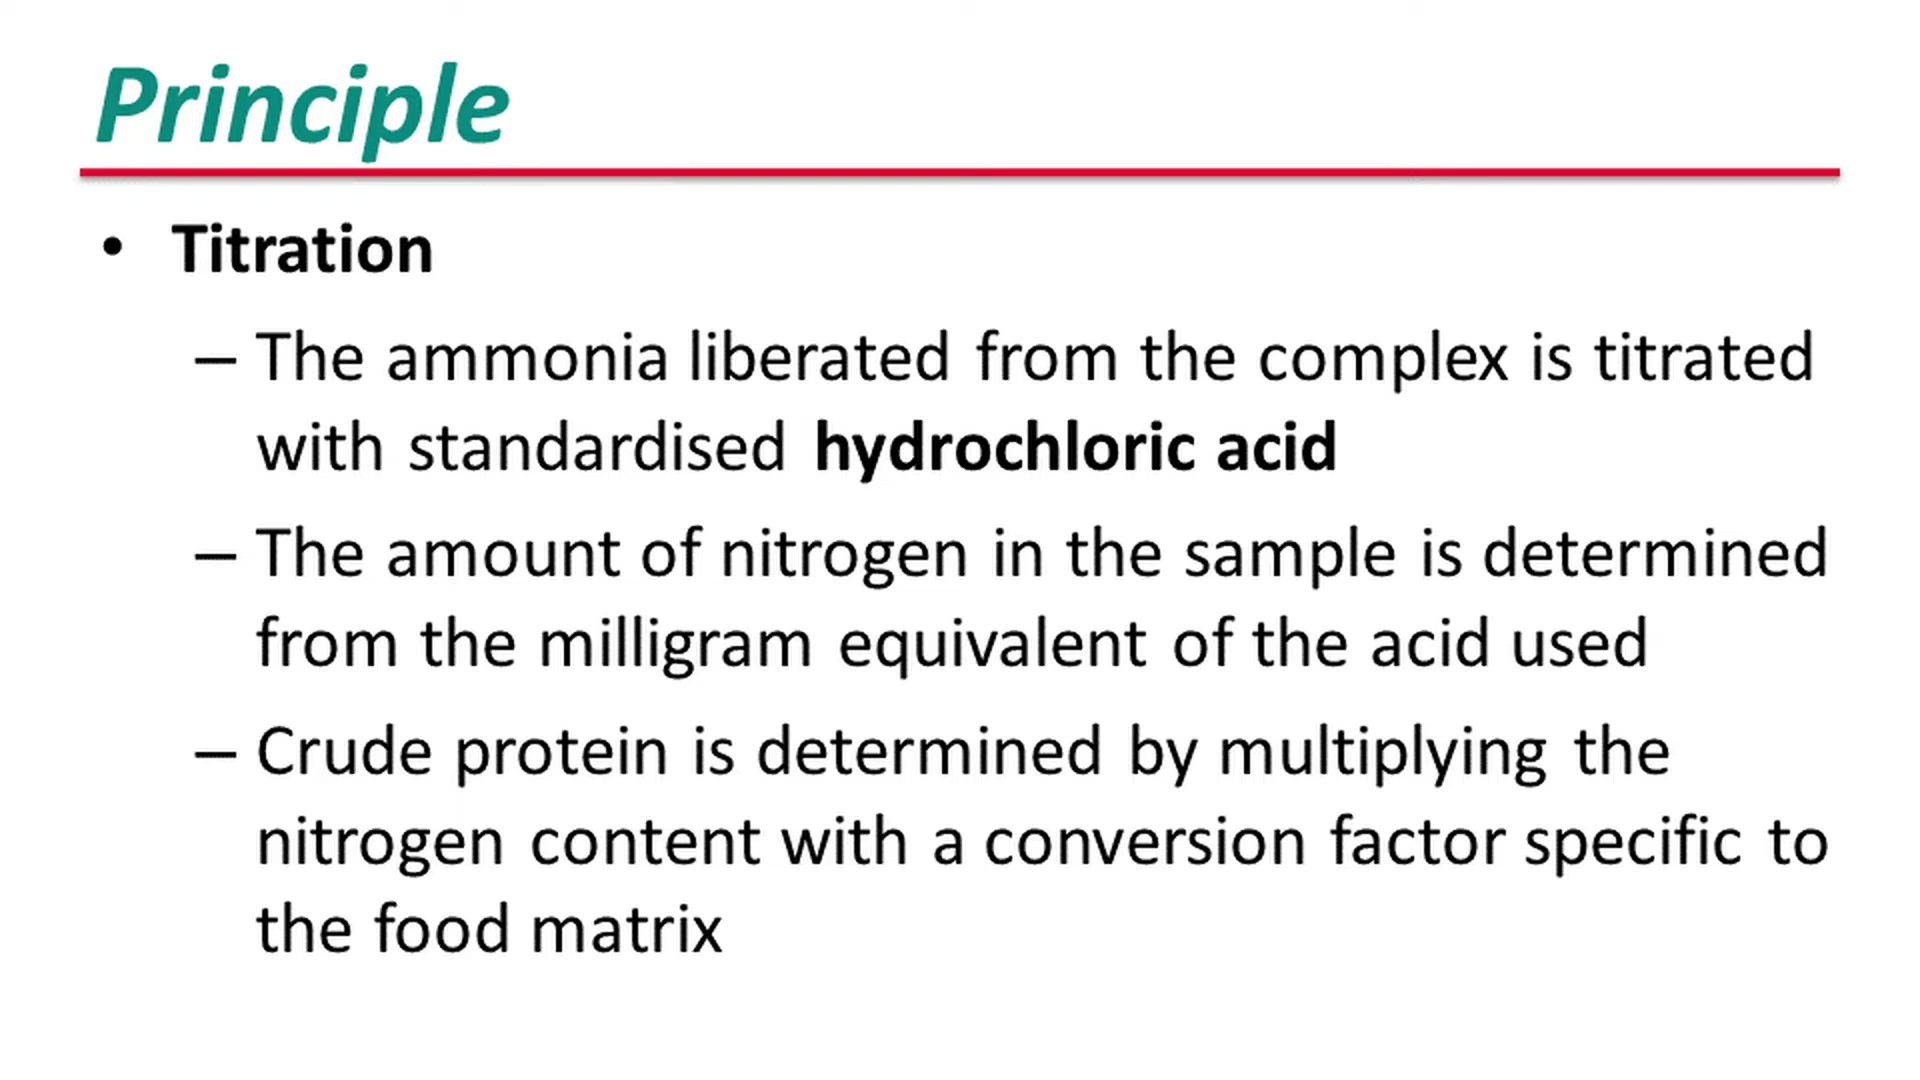 Principle
• Titration
– The ammonia liberated from the complex is titrated
with standardised hydrochloric acid
– The amount of nitrogen in the sample is determined
from the milligram equivalent of the acid used
– Crude protein is determined by multiplying the
nitrogen content with a conversion factor specific to
the food matrix